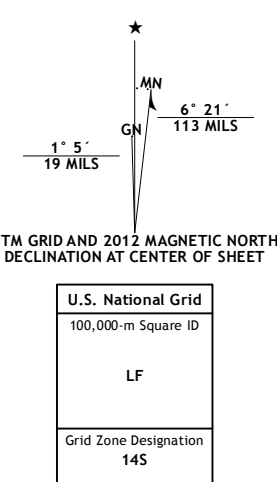 MN
GN
6° 21´
113 MILS
1° 5´
19 MILS
TM GRID AND 2012 MAGNETIC NORTH
DECLINATION AT CENTER OF SHEET
U.S. National Grid
100,000-m Square ID
LF
Grid Zone Designation
14S